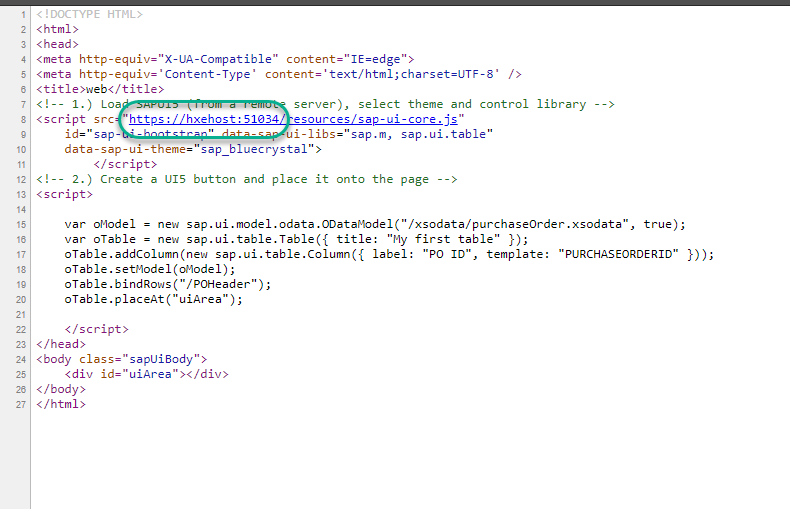 1 <!DOCTYPE HTML>
2 <html>
3 <head>
4 <meta http-equiv="X-UA-Compatible" content="IE=edge">
5 <meta http-equiv='Content-Type' content='text/html;charset=UTF-8' />
6 <title>web</title>
7 <!-- 1.) Load SAPUI5 (from a remote server), select theme and control library -->
8 <script src="https://hxehost:51034/resources/sap-ui-core.js"
9 id="sap-ui-bootstrap" data-sap-ui-libs="sap.m, sap.ui.table"
10 data-sap-ui-theme="sap_bluecrystal">
11 </script>
12 <!-- 2.) Create a UI5 button and place it onto the page -->
13 <script>
14
15 var oModel = new sap.ui.model.odata.ODataModel("/xsodata/purchaseOrder.xsodata", true);
16 var oTable = new sap.ui.table.Table({ title: "My first table" });
17 oTable.addColumn(new sap.ui.table.Column({ label: "PO ID", template: "PURCHASEORDERID" }));
18 oTable.setModel(oModel);
19 oTable.bindRows("/POHeader");
20 oTable.placeAt("uiArea");
21
22 </script>
23 </head>
24 <body class="sapUiBody">
25 <div id="uiArea"></div>
26 </body>
27 </html>